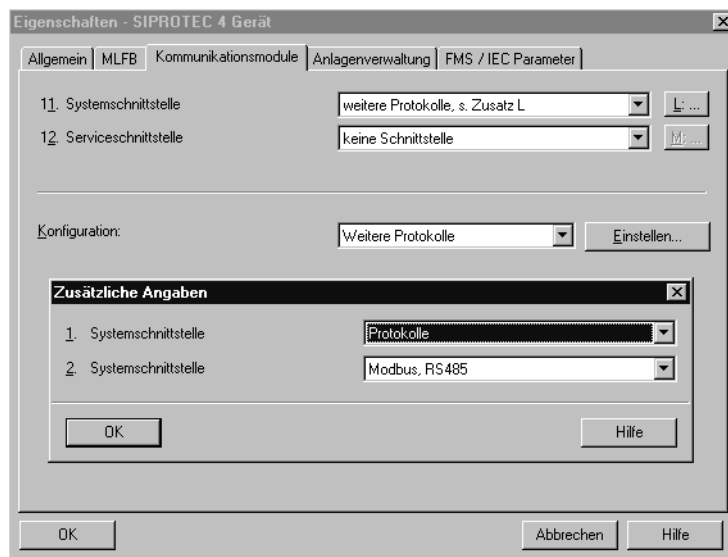 Eigenschaften - SIPROTEC 4 Gerät
Allgemein MLFB Kommunikationsmodule Anlagenverwaltung FMS / IEC Parameter
11. Systemschnittstelle weitere Protokolle, s. Zusatz L L: ...
12. Serviceschnittstelle keine Schnittstelle M: ...
Konfiguration: Weitere Protokolle Einstellen...
Zusätzliche Angaben
1. Systemschnittstelle Protokolle
2. Systemschnittstelle Modbus, RS485
OK Hilfe
OK Abbrechen Hilfe